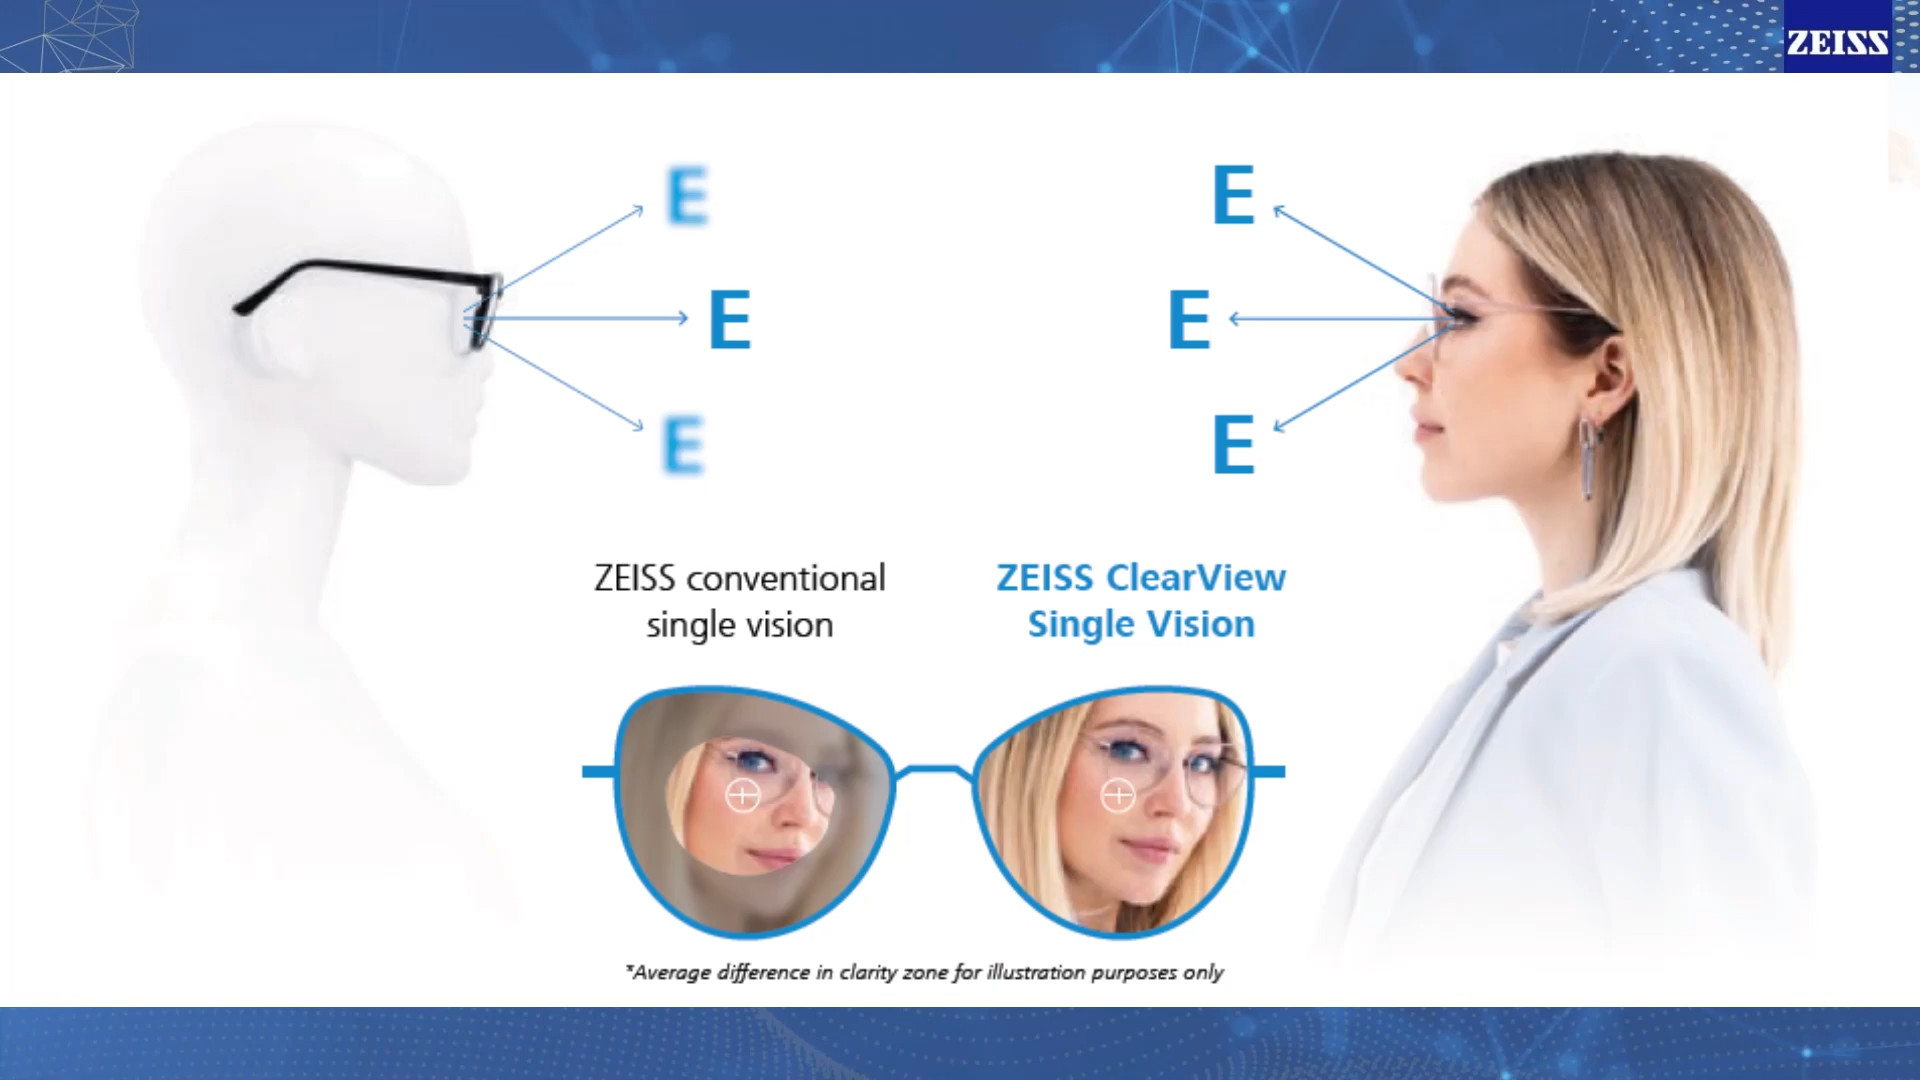 ZEISS
E
E
E
E
E
E
ZEISS conventional
single vision
ZEISS ClearView
Single Vision
*Average difference in clarity zone for illustration purposes only